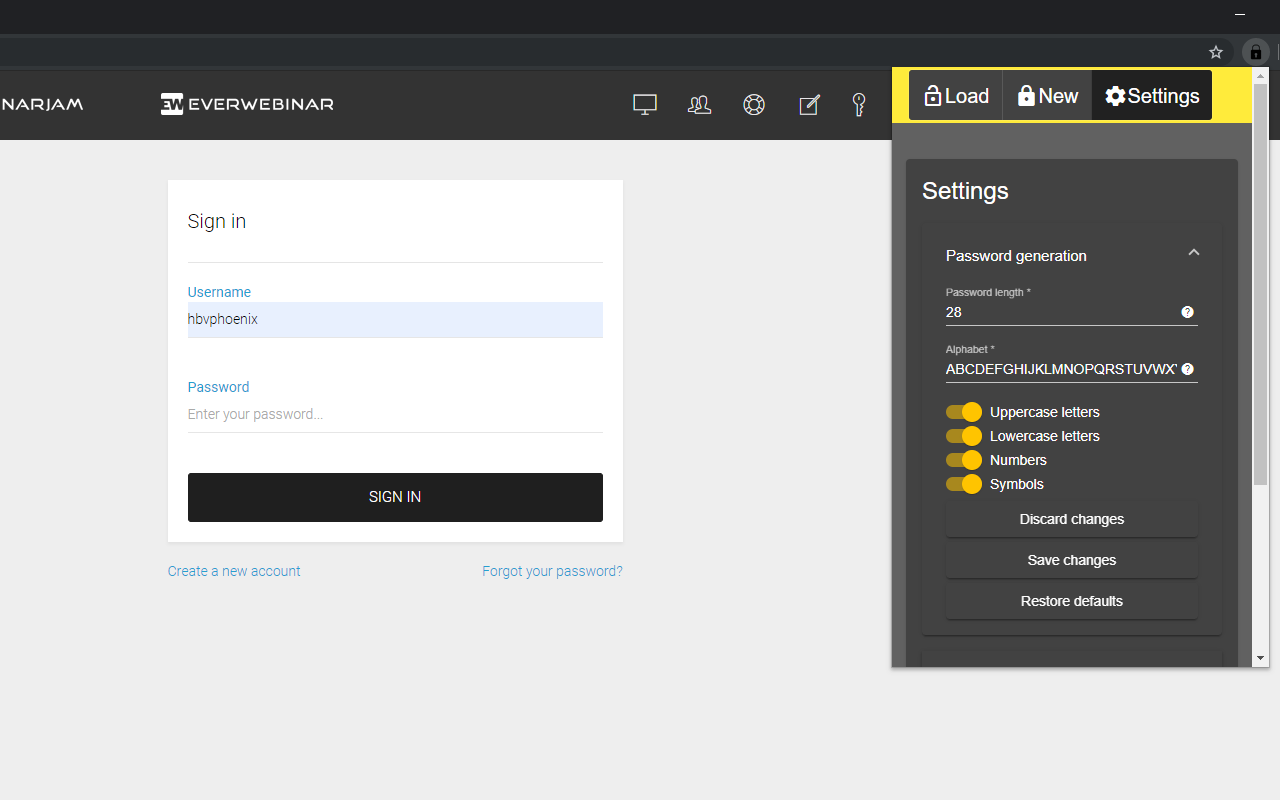 NARJAM
EW EVERWEBINAR
Load
New
Settings
Sign in
Username
hbvphoenix
Password
Enter your password...
SIGN IN
Create a new account
Forgot your password?
Settings
Password generation
Password length *
28
Alphabet *
ABCDEFGHIJKLMNOPQRSTUVWX
Uppercase letters
Lowercase letters
Numbers
Symbols
Discard changes
Save changes
Restore defaults